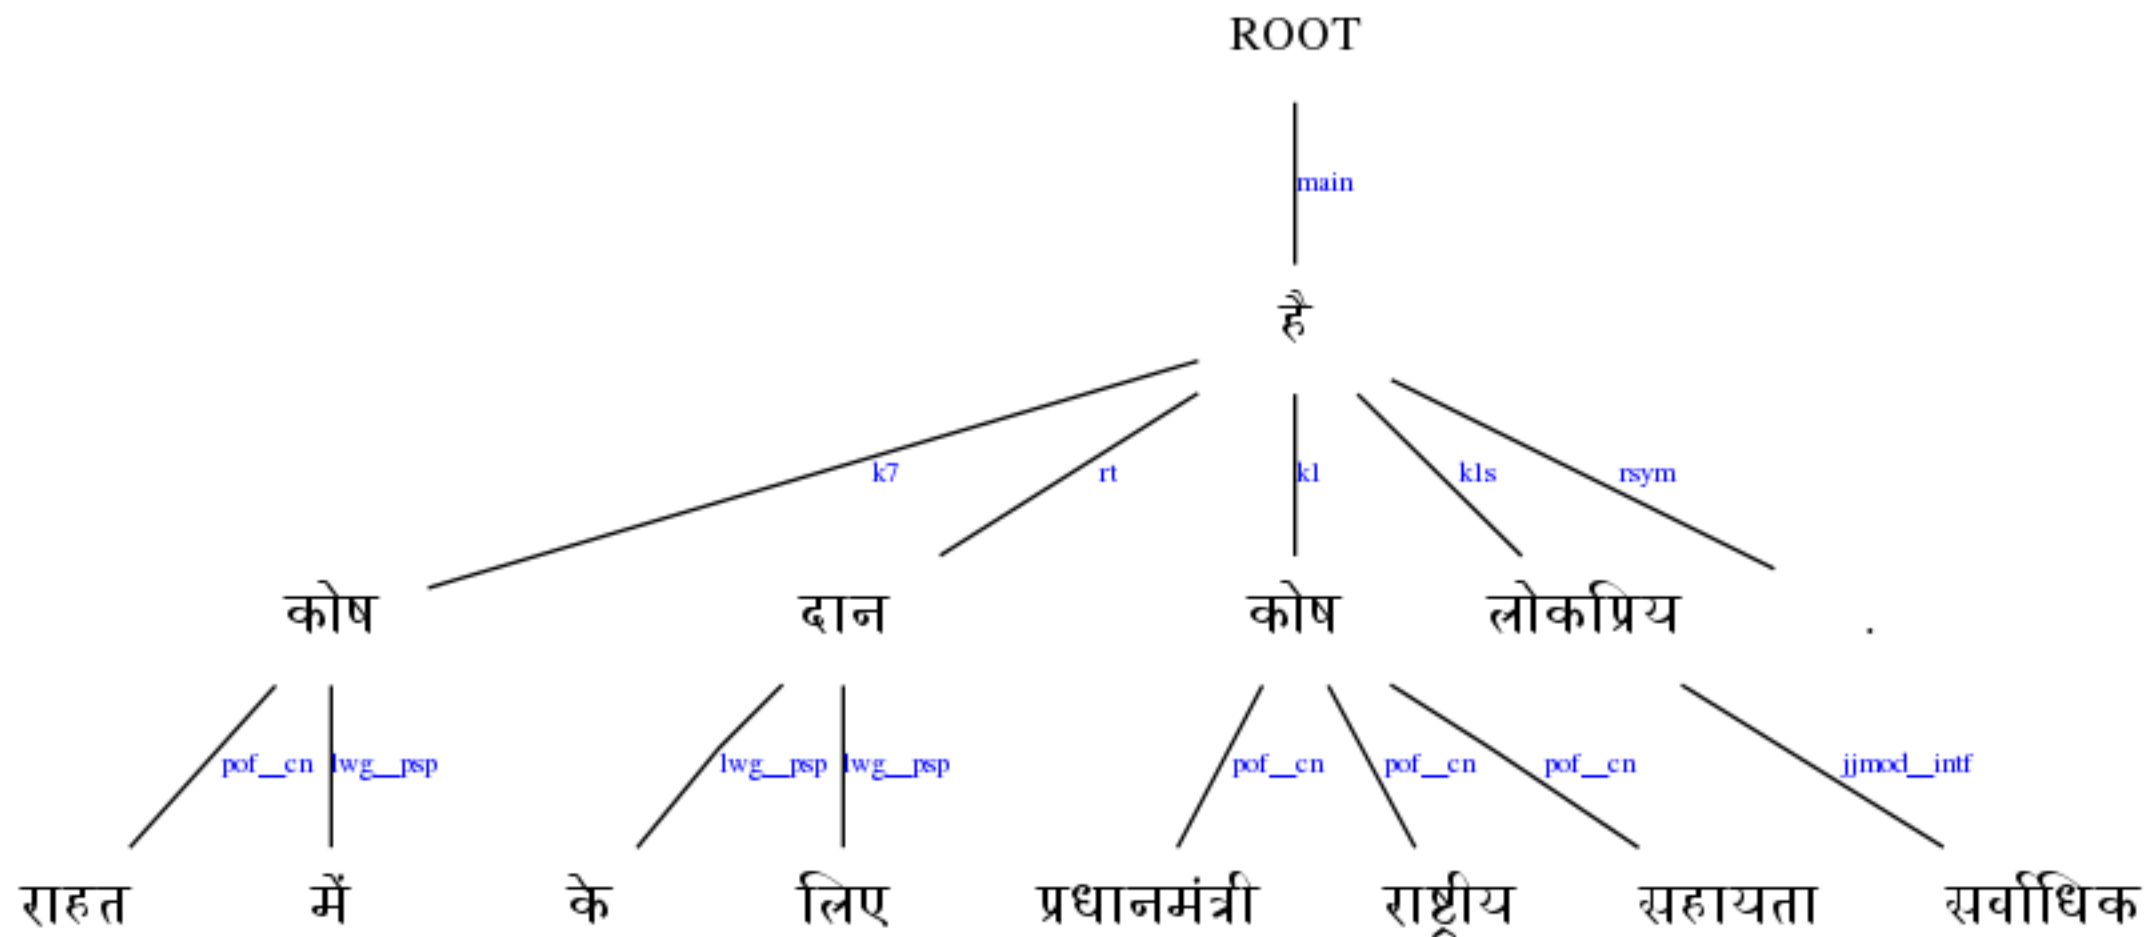 ROOT
main
है
k7 rt k1 k1s rsym
कोष दान कोष लोकप्रिय .
pof__cn lwg__psp lwg__psp lwg__psp pof__cn pof__cn pof__cn jjmod__intf
राहत में के लिए प्रधानमंत्री राष्ट्रीय सहायता सर्वाधिक